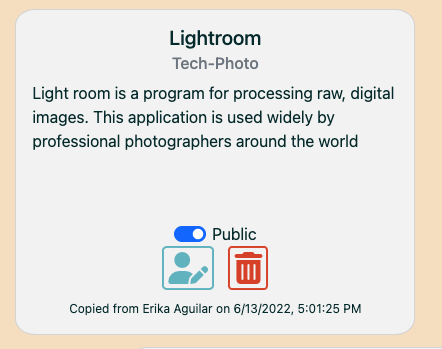 Lightroom
Tech-Photo
Light room is a program for processing raw, digital
images. This application is used widely by
professional photographers around the world
Public
Copied from Erika Aguilar on 6/13/2022, 5:01:25 PM